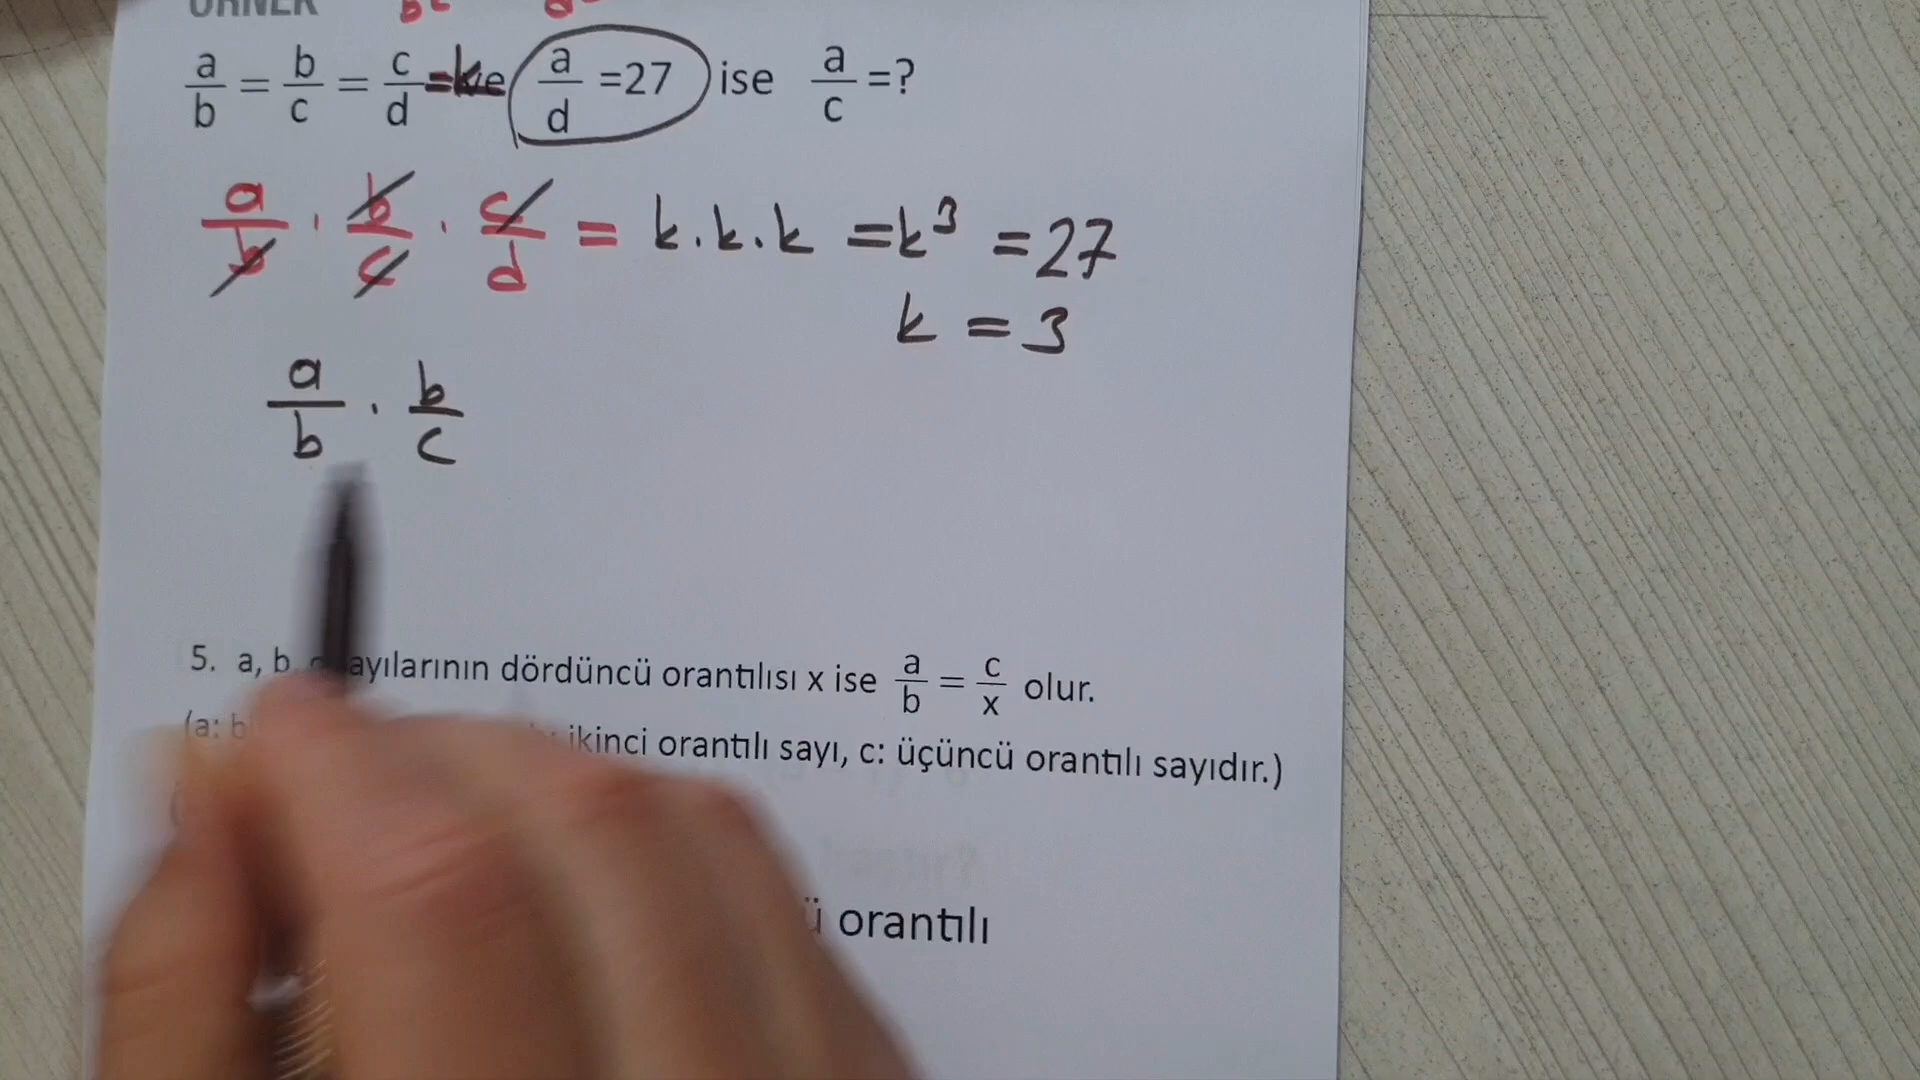 ÖRNEK
a/b = b/c = c/d =k ve a/d =27 ise a/c =?
a/b . b/c . c/d = k.k.k =k³ =27
k = 3
a/b . b/c
5. a, b, ayılarının dördüncü orantılısı x ise a/b = c/x olur.
(a: b ikinci orantılı sayı, c: üçüncü orantılı sayıdır.)
orantılı